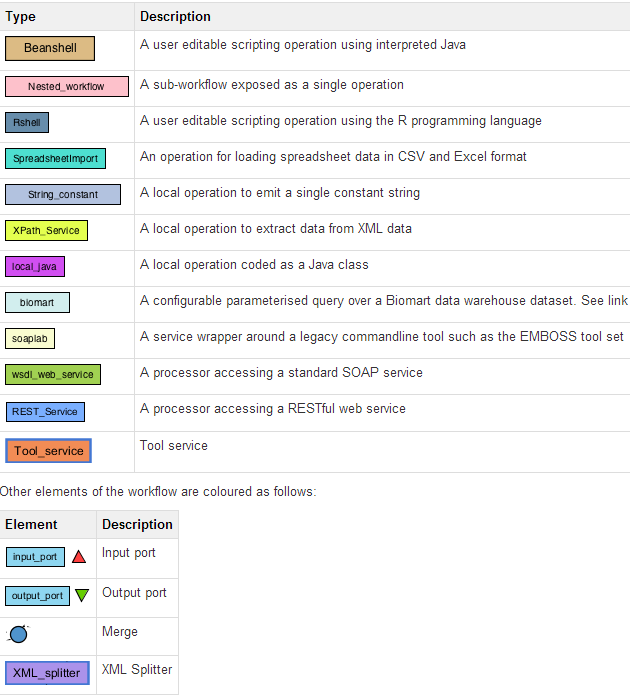 Type Description
Beanshell A user editable scripting operation using interpreted Java
Nested_workflow A sub-workflow exposed as a single operation
Rshell A user editable scripting operation using the R programming language
SpreadsheetImport An operation for loading spreadsheet data in CSV and Excel format
String_constant A local operation to emit a single constant string
XPath_Service A local operation to extract data from XML data
local_java A local operation coded as a Java class
biomart A configurable parameterised query over a Biomart data warehouse dataset. See link
soaplab A service wrapper around a legacy commandline tool such as the EMBOSS tool set
wsdl_web_service A processor accessing a standard SOAP service
REST_Service A processor accessing a RESTful web service
Tool_service Tool service
Other elements of the workflow are coloured as follows:
Element Description
input_port Input port
output_port Output port
Merge
XML_splitter XML Splitter